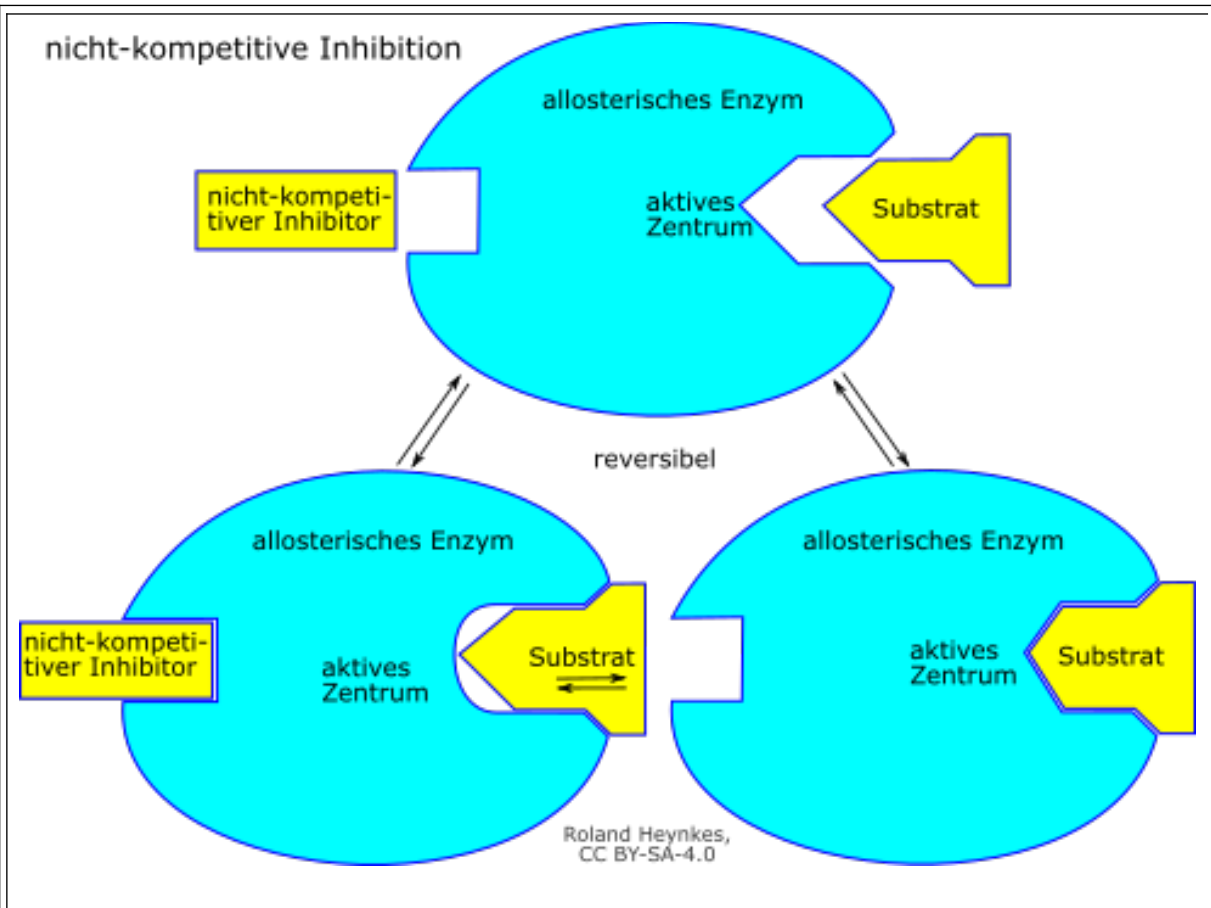 nicht-kompetitive Inhibition
allosterisches Enzym
nicht-kompeti-
tiver Inhibitor
aktives
Zentrum
Substrat
reversibel
allosterisches Enzym
nicht-kompeti-
tiver Inhibitor
aktives
Zentrum
Substrat
allosterisches Enzym
aktives
Zentrum
Substrat
Roland Heynkes,
CC BY-SA-4.0